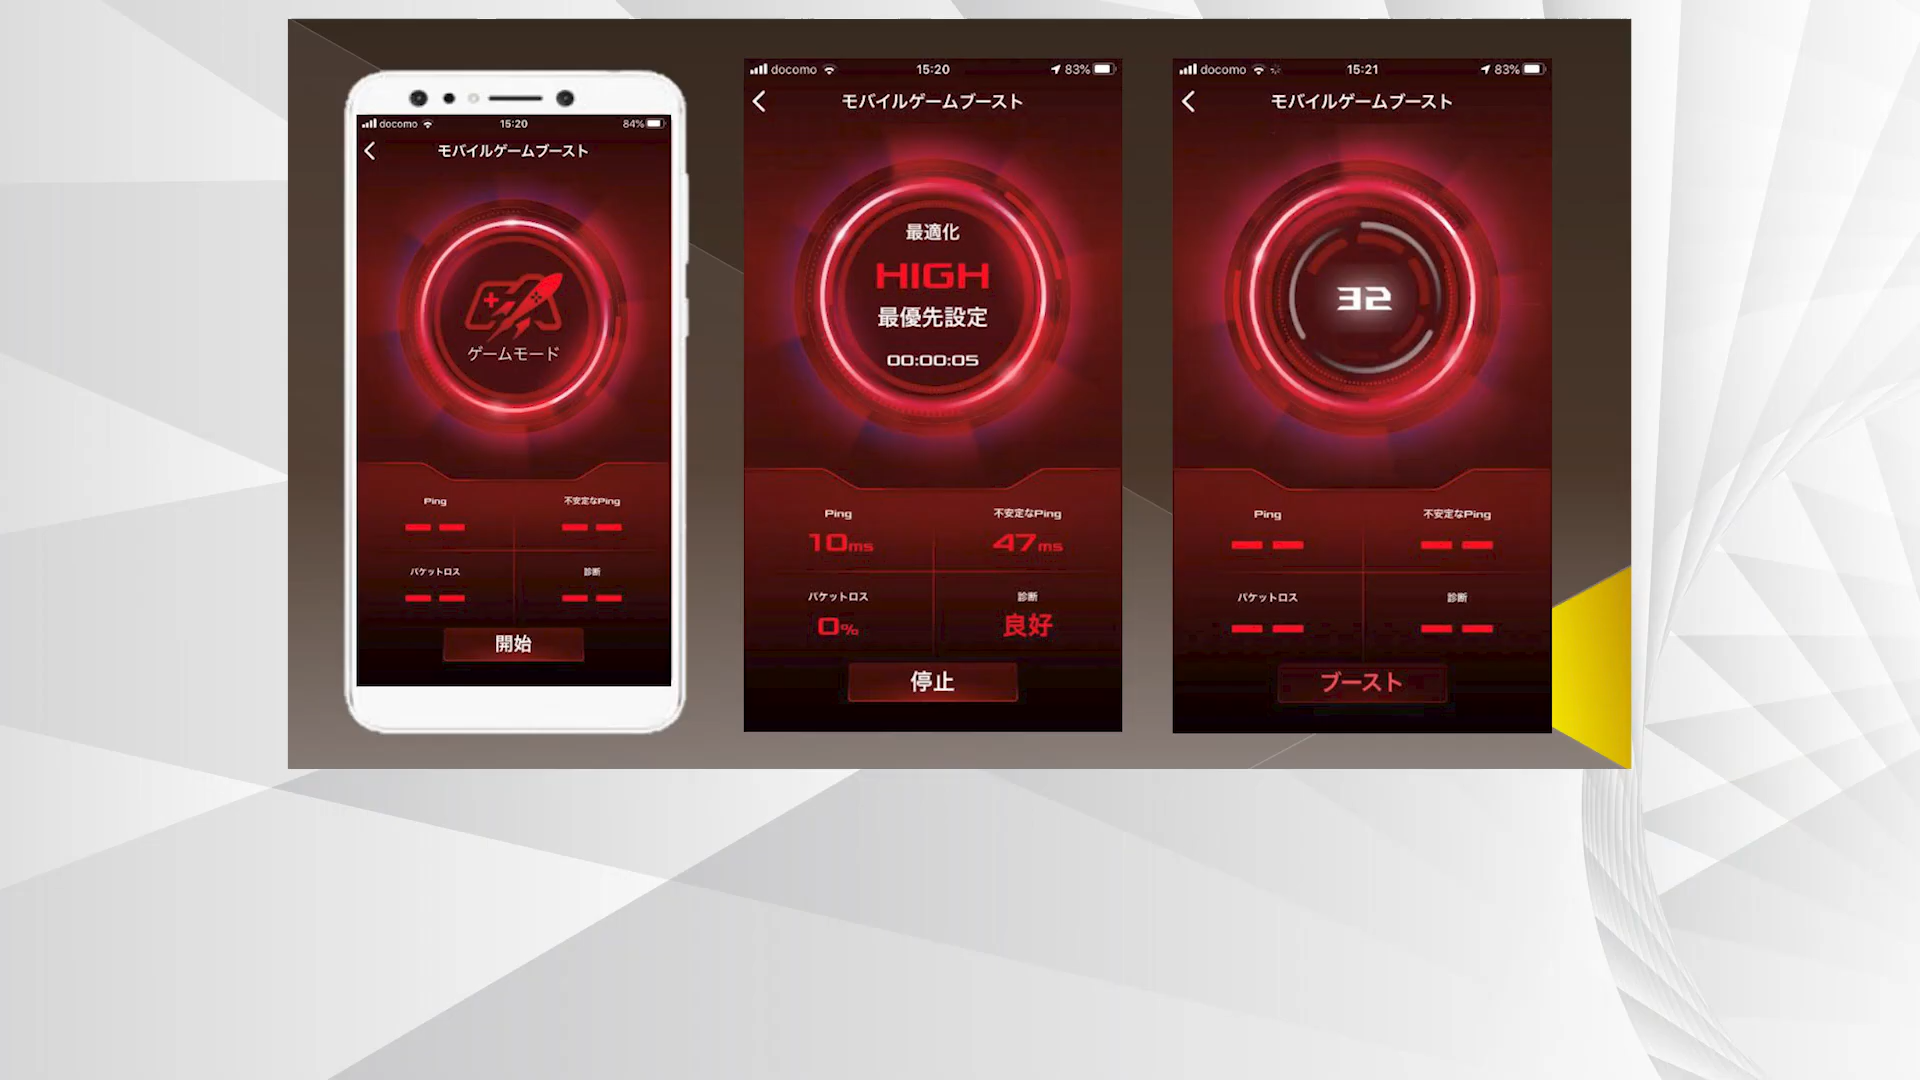 docomo 15:20 84%
モバイルゲームブースト
ゲームモード
Ping 不安定なPing
パケットロス 診断
開始
docomo 15:20 83%
モバイルゲームブースト
最適化
HIGH
最優先設定
00:00:05
Ping 不安定なPing
10ms 47ms
パケットロス 診断
0% 良好
停止
docomo 15:21 83%
モバイルゲームブースト
32
Ping 不安定なPing
パケットロス 診断
ブースト